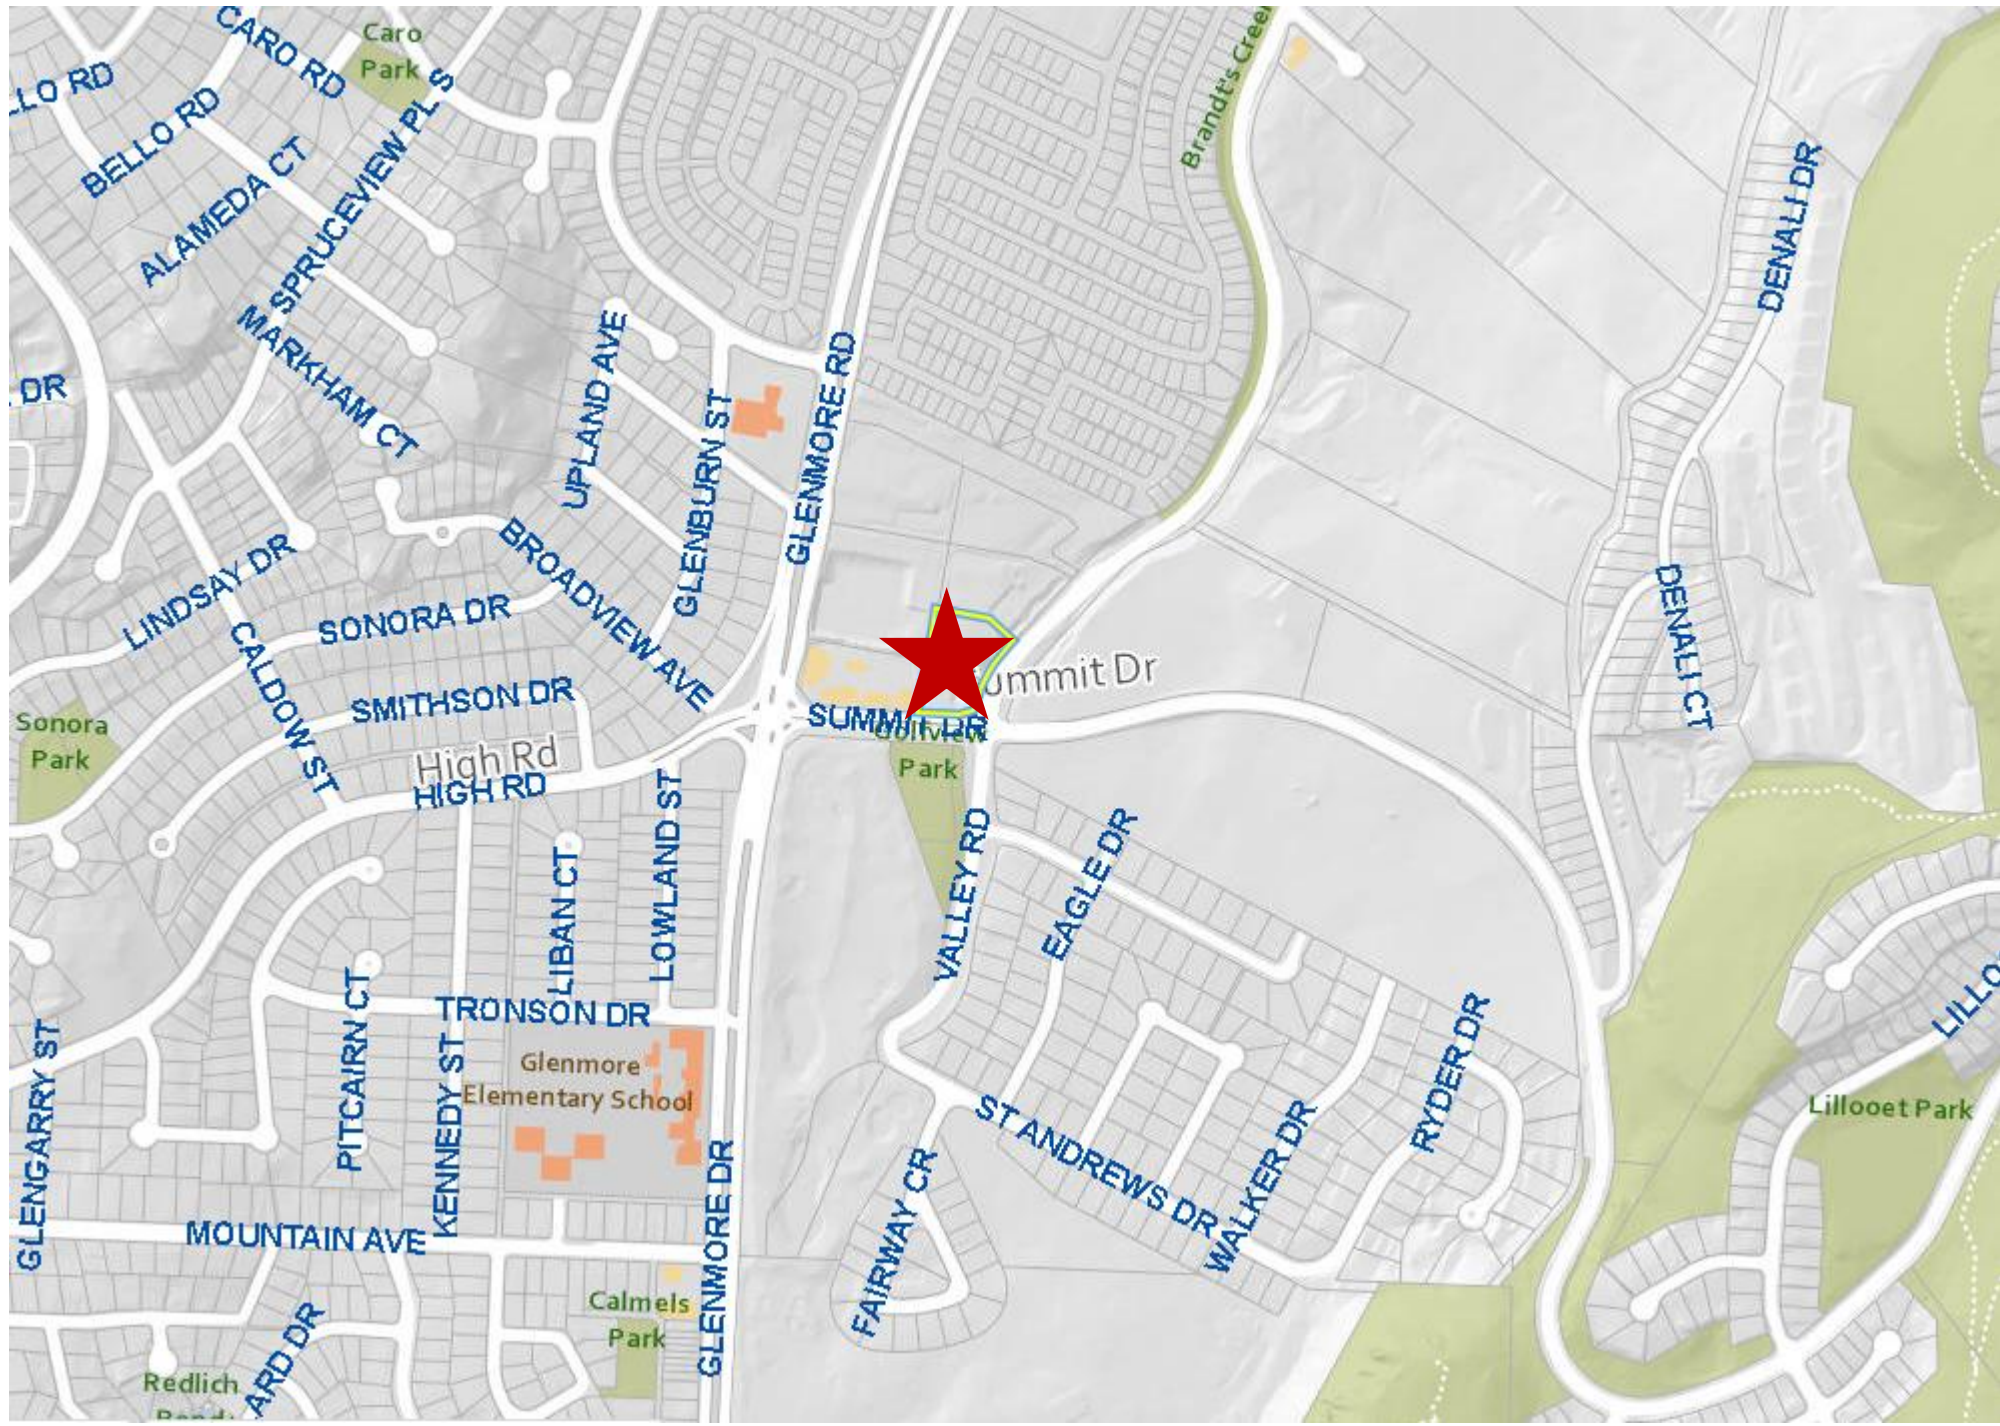 CARO RD
Caro
Park
LLO RD
BELLO RD
ALAMEDA CT
SPRUCEVIEW PL S
MARKHAM CT
DR
Brandt's Creek
DENALI DR
UPLAND AVE
GLENBURN ST
GLENMORE RD
LINDSAY DR
SONORA DR
BROADVIEW AVE
CALDOW ST
SMITHSON DR
Sonora
Park
High Rd
HIGH RD
Summit Dr
SUMMIT DR
Golfview
Park
DENALI CT
LOWLAND ST
LIBAN CT
VALLEY RD
EAGLE DR
TRONSON DR
PITCAIRN CT
KENNEDY ST
GLENGARRY ST
Glenmore
Elementary School
ST ANDREWS DR
WALKER DR
RYDER DR
LILLO
Lillooet Park
FAIRWAY CR
GLENMORE DR
MOUNTAIN AVE
Calmels
Park
ARD DR
Redlich